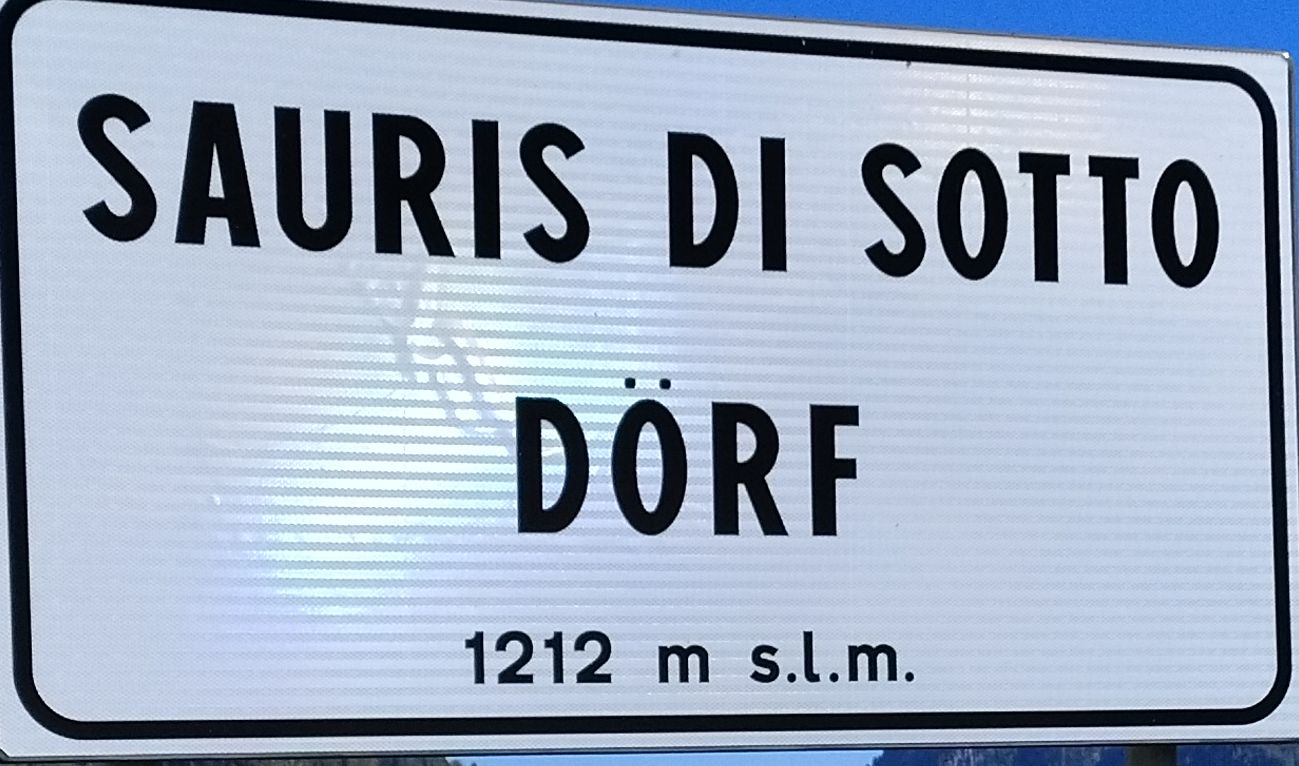 SAURIS DI SOTTO
DÖRF
1212 m s.l.m.